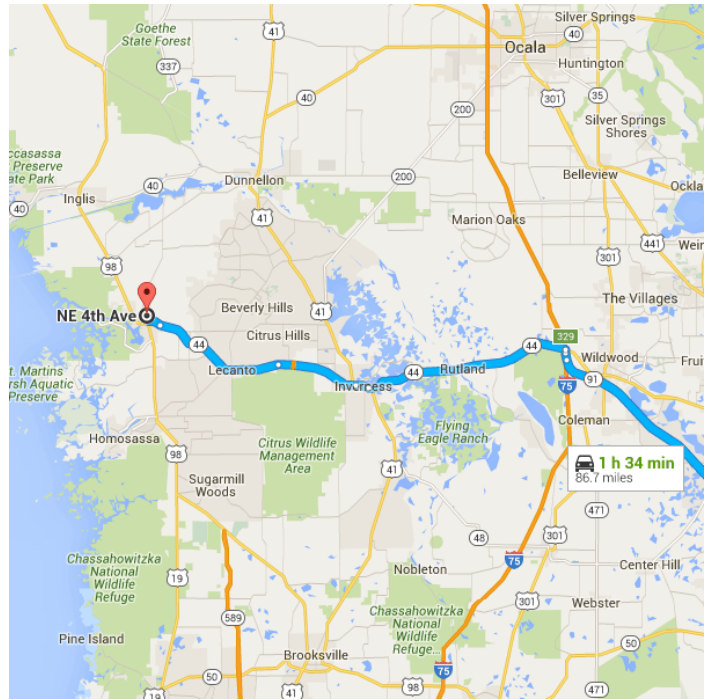 Goethe
State Forest
41
Silver Springs
Ocala
40
337
Huntington
301
35
40
200
Silver Springs
Shores
ccasassa
Preserve
ate Park
Dunnellon
200
Belleview
40
40
Inglis
41
Ockla
Marion Oaks
441
98
301
Weir
The Villages
NE 4th Ave
Beverly Hills
41
Citrus Hills
329
44
44
Wildwood
Fruit
t. Martins
rsh Aquatic
Preserve
Lecanto
44
Rutland
91
Inverness
75
Coleman
Homosassa
Flying
Eagle Ranch
Citrus Wildlife
Management
Area
98
1 h 34 min
86.7 miles
Sugarmill
Woods
41
471
48
301
Chassahowitzka
National
Wildlife
Refuge
75
Center Hill
19
Nobleton
Webster
301
589
Chassahowitzka
National
Wildlife
Refuge...
Pine Island
50
50
Brooksville
75
471
19
41